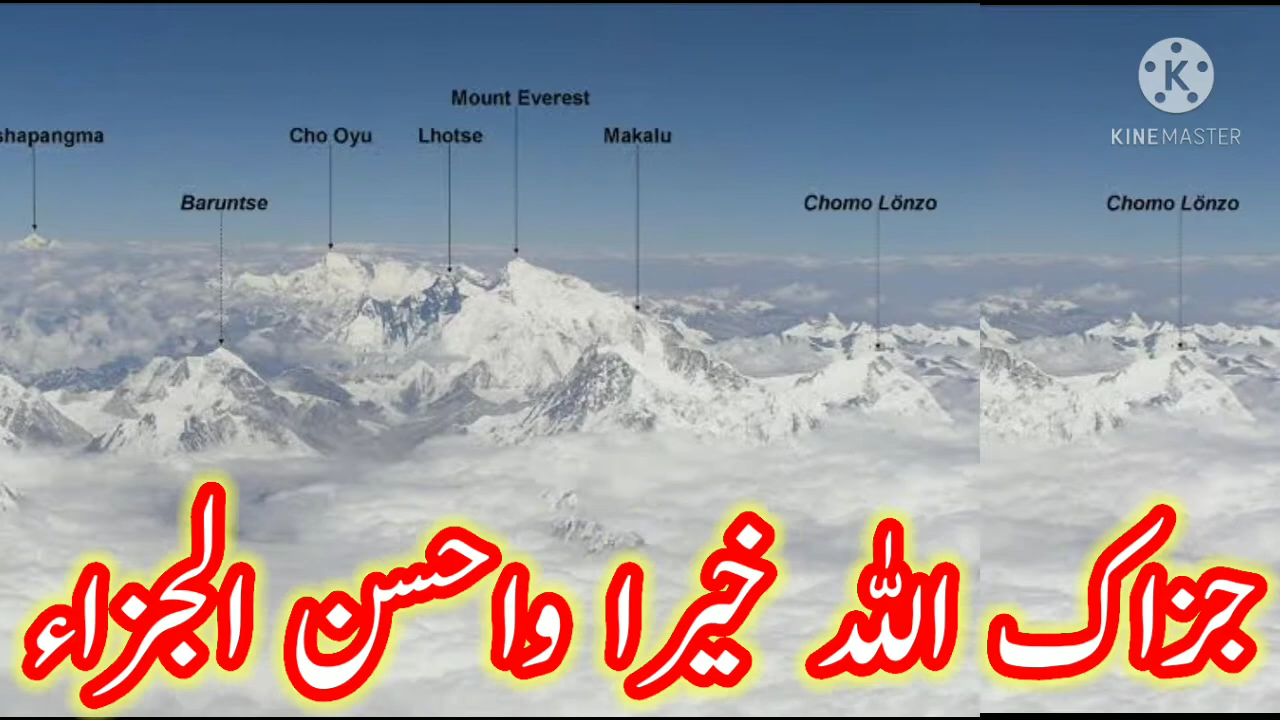 Mount Everest
shapangma
Cho Oyu
Lhotse
Makalu
Baruntse
Chomo Lönzo
Chomo Lönzo
K
KINEMASTER
جزاک اللہ خیرا واحسن الجزاء